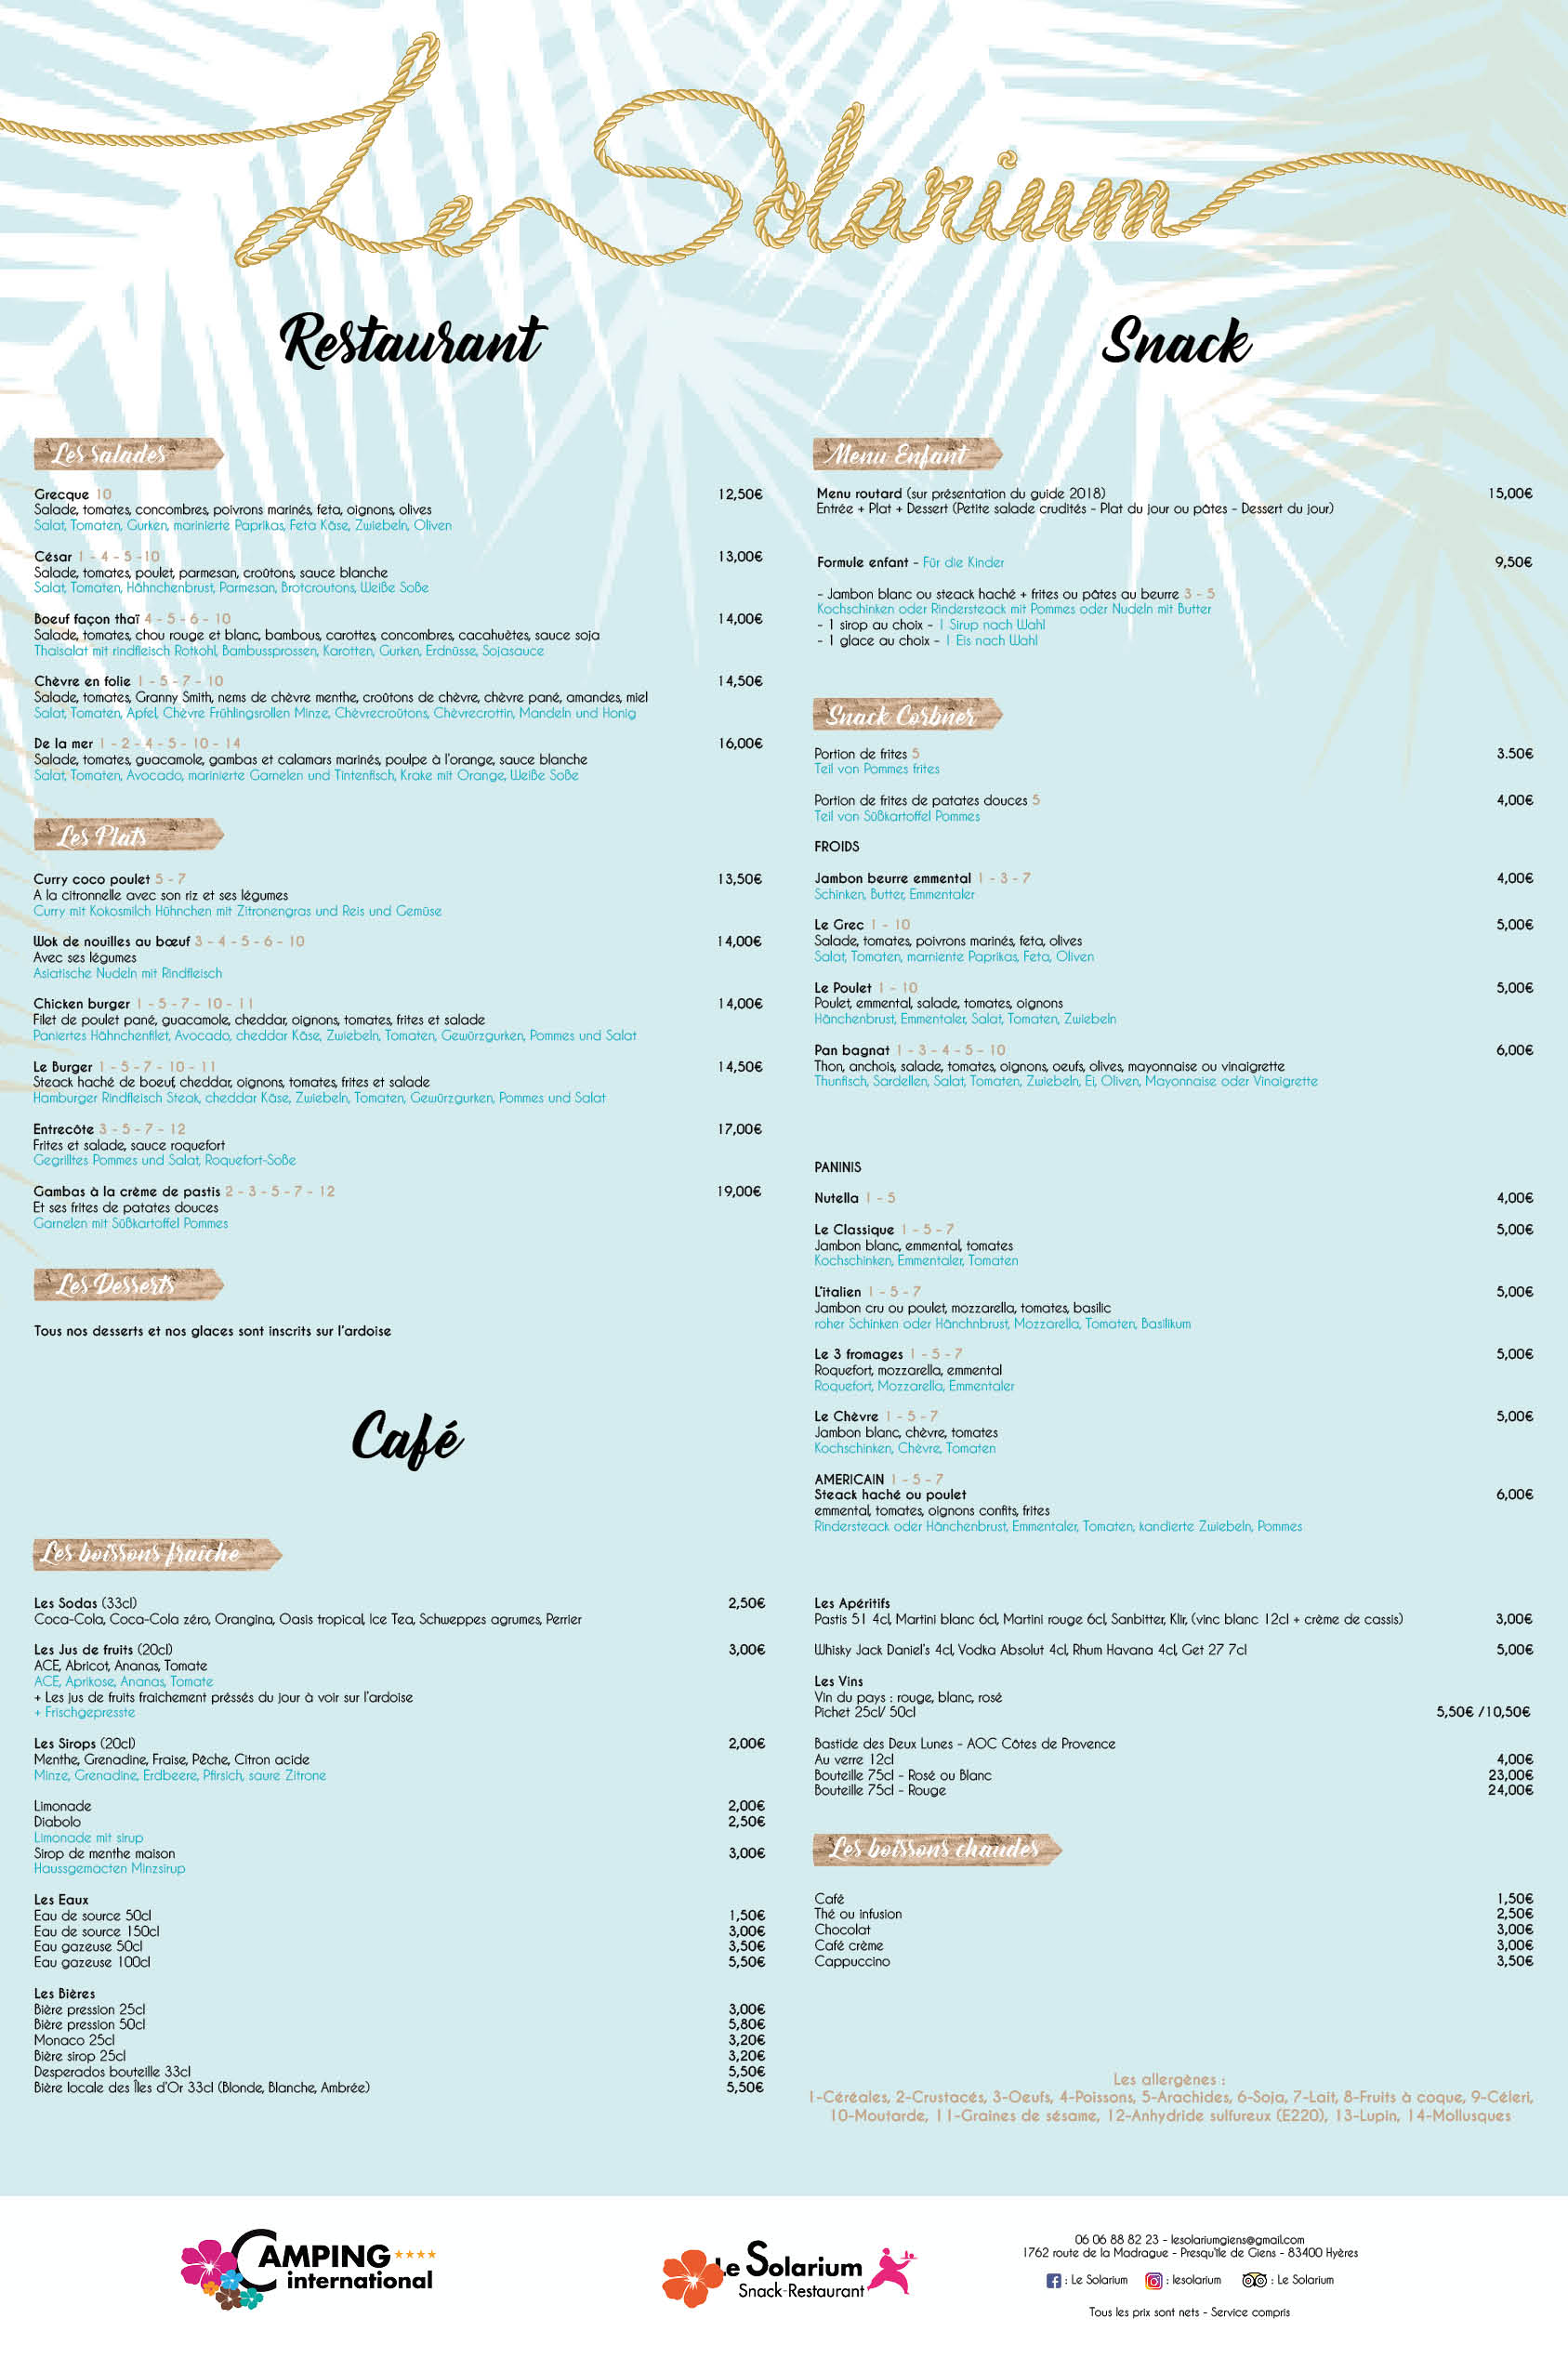 Le Solarium
Restaurant
Les salades
Grecque 10 12,50€
Salade, tomates, concombres, poivrons marinés, feta, oignons, olives
Salat, Tomaten, Gurken, marinierte Paprikas, Feta Käse, Zwiebeln, Oliven
César 1 - 4 - 5 -10 13,00€
Salade, tomates, poulet, parmesan, croûtons, sauce blanche
Salat, Tomaten, Hähnchenbrust, Parmesan, Brotcroutons, Weiße Soße
Boeuf façon thaï 4 - 5 - 6 - 10 14,00€
Salade, tomates, chou rouge et blanc, bambous, carottes, concombres, cacahuètes, sauce soja
Thaisalat mit rindfleisch Rotkohl, Bambussprossen, Karotten, Gurken, Erdnüsse, Sojasauce
Chèvre en folie 1 - 5 - 7 - 10 14,50€
Salade, tomates, Granny Smith, nems de chèvre menthe, croûtons de chèvre, chèvre pané, amandes, miel
Salat, Tomaten, Apfel, Chèvre Frühlingsrollen Minze, Chèvrecroûtons, Chèvrecrottin, Mandeln und Honig
De la mer 1 - 2 - 4 - 5 - 10 - 14 16,00€
Salade, tomates, guacamole, gambas et calamars marinés, poulpe à l'orange, sauce blanche
Salat, Tomaten, Avocado, marinierte Garnelen und Tintenfisch, Krake mit Orange, Weiße Soße
Les Plats
Curry coco poulet 5 - 7 13,50€
A la citronnelle avec son riz et ses légumes
Curry mit Kokosmilch Hühnchen mit Zitronengras und Reis und Gemüse
Wok de nouilles au bœuf 3 - 4 - 5 - 6 - 10 14,00€
Avec ses légumes
Asiatische Nudeln mit Rindfleisch
Chicken burger 1 - 5 - 7 - 10 - 11 14,00€
Filet de poulet pané, guacamole, cheddar, oignons, tomates, frites et salade
Paniertes Hähnchenfilet, Avocado, cheddar Käse, Zwiebeln, Tomaten, Gewürzgurken, Pommes und Salat
Le Burger 1 - 5 - 7 - 10 - 11 14,50€
Steack haché de boeuf, cheddar, oignons, tomates, frites et salade
Hamburger Rindfleisch Steak, cheddar Käse, Zwiebeln, Tomaten, Gewürzgurken, Pommes und Salat
Entrecôte 3 - 5 - 7 - 12 17,00€
Frites et salade, sauce roquefort
Gegrilltes Pommes und Salat, Roquefort-Soße
Gambas à la crème de pastis 2 - 3 - 5 - 7 - 12 19,00€
Et ses frites de patates douces
Garnelen mit Süßkartoffel Pommes
Les Desserts
Tous nos desserts et nos glaces sont inscrits sur l'ardoise
Snack
Menu Enfant
Menu routard (sur présentation du guide 2018) 15,00€
Entrée + Plat + Dessert (Petite salade crudités - Plat du jour ou pâtes - Dessert du jour)
Formule enfant - Für die Kinder 9,50€
- Jambon blanc ou steack haché + frites ou pâtes au beurre 3 - 5
Kochschinken oder Rindersteack mit Pommes oder Nudeln mit Butter
- 1 sirop au choix - 1 Sirup nach Wahl
- 1 glace au choix - 1 Eis nach Wahl
Snack Corbner
Portion de frites 5 3.50€
Teil von Pommes frites
Portion de frites de patates douces 5 4,00€
Teil von Süßkartoffel Pommes
FROIDS
Jambon beurre emmental 1 - 3 - 7 4,00€
Schinken, Butter, Emmentaler
Le Grec 1 - 10 5,00€
Salade, tomates, poivrons marinés, feta, olives
Salat, Tomaten, marniente Paprikas, Feta, Oliven
Le Poulet 1 - 10 5,00€
Poulet, emmental, salade, tomates, oignons
Hänchenbrust, Emmentaler, Salat, Tomaten, Zwiebeln
Pan bagnat 1 - 3 - 4 - 5 - 10 6,00€
Thon, anchois, salade, tomates, oignons, oeufs, olives, mayonnaise ou vinaigrette
Thunfisch, Sardellen, Salat, Tomaten, Zwiebeln, Ei, Oliven, Mayonnaise oder Vinaigrette
PANINIS
Nutella 1 - 5 4,00€
Le Classique 1 - 5 - 7 5,00€
Jambon blanc, emmental, tomates
Kochschinken, Emmentaler, Tomaten
L'italien 1 - 5 - 7 5,00€
Jambon cru ou poulet, mozzarella, tomates, basilic
roher Schinken oder Hänchnbrust, Mozzarella, Tomaten, Basilikum
Le 3 fromages 1 - 5 - 7 5,00€
Roquefort, mozzarella, emmental
Roquefort, Mozzarella, Emmentaler
Le Chèvre 1 - 5 - 7 5,00€
Jambon blanc, chèvre, tomates
Kochschinken, Chèvre, Tomaten
AMERICAIN 1 - 5 - 7
Steack haché ou poulet 6,00€
emmental, tomates, oignons confits, frites
Rindersteack oder Hänchenbrust, Emmentaler, Tomaten, kandierte Zwiebeln, Pommes
Café
Les boissons fraîche
Les Sodas (33cl) 2,50€
Coca-Cola, Coca-Cola zéro, Orangina, Oasis tropical, Ice Tea, Schweppes agrumes, Perrier
Les Jus de fruits (20cl) 3,00€
ACE, Abricot, Ananas, Tomate
ACE, Aprikose, Ananas, Tomate
+ Les jus de fruits fraichement préssés du jour à voir sur l'ardoise
+ Frischgepresste
Les Sirops (20cl) 2,00€
Menthe, Grenadine, Fraise, Pêche, Citron acide
Minze, Grenadine, Erdbeere, Pfirsich, saure Zitrone
Limonade 2,00€
Diabolo 2,50€
Limonade mit sirup
Sirop de menthe maison 3,00€
Haussgemacten Minzsirup
Les Eaux
Eau de source 50cl 1,50€
Eau de source 150cl 3,00€
Eau gazeuse 50cl 3,50€
Eau gazeuse 100cl 5,50€
Les Bières
Bière pression 25cl 3,00€
Bière pression 50cl 5,80€
Monaco 25cl 3,20€
Bière sirop 25cl 3,20€
Desperados bouteille 33cl 5,50€
Bière locale des Îles d'Or 33cl (Blonde, Blanche, Ambrée) 5,50€
Les Apéritifs
Pastis 51 4cl, Martini blanc 6cl, Martini rouge 6cl, Sanbitter, KIir, (vinc blanc 12cl + crème de cassis) 3,00€
Whisky Jack Daniel's 4cl, Vodka Absolut 4cl, Rhum Havana 4cl, Get 27 7cl 5,00€
Les Vins
Vin du pays : rouge, blanc, rosé
Pichet 25cl/ 50cl 5,50€ /10,50€
Bastide des Deux Lunes - AOC Côtes de Provence
Au verre 12cl 4,00€
Bouteille 75cl - Rosé ou Blanc 23,00€
Bouteille 75cl - Rouge 24,00€
Les boissons chaudes
Café 1,50€
Thé ou infusion 2,50€
Chocolat 3,00€
Café crème 3,00€
Cappuccino 3,50€
Les allergènes :
1-Céréales, 2-Crustacés, 3-Oeufs, 4-Poissons, 5-Arachides, 6-Soja, 7-Lait, 8-Fruits à coque, 9-Céleri,
10-Moutarde, 11-Graines de sésame, 12-Anhydride sulfureux (E220), 13-Lupin, 14-Mollusques
CAMPING
international
Le Solarium
Snack-Restaurant
06 06 88 82 23 - lesolariumgiens@gmail.com
1762 route de la Madrague - Presqu'île de Giens - 83400 Hyères
: Le Solarium : lesolarium : Le Solarium
Tous les prix sont nets - Service compris